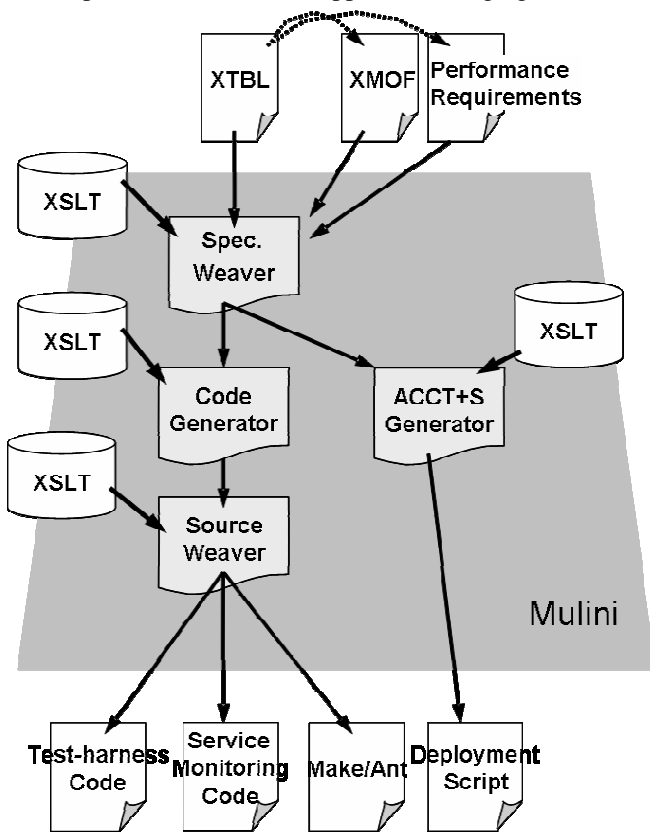 XTBL
XMOF
Performance
Requirements
XSLT
Spec.
Weaver
XSLT
XSLT
Code
Generator
ACCT+S
Generator
XSLT
Source
Weaver
Mulini
Test-harness
Code
Service
Monitoring
Code
Make/Ant
Deployment
Script